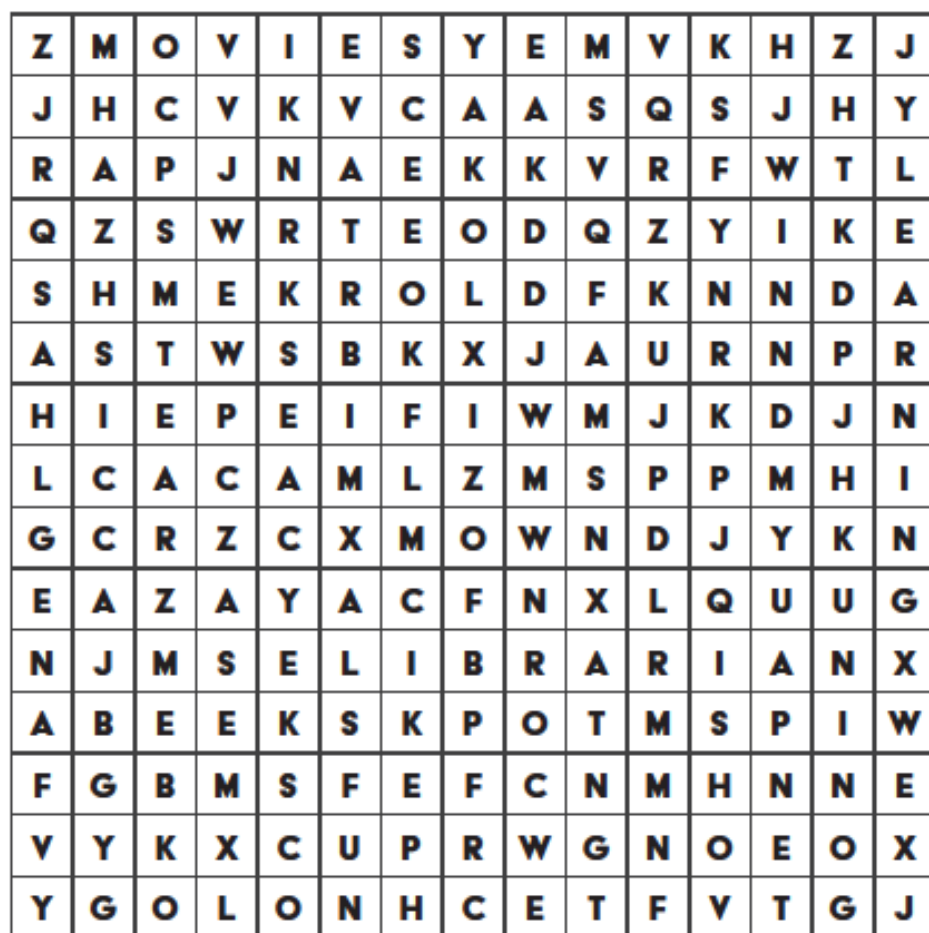 Z M O V I E S Y E M V K H Z J
J H C V K V C A A S Q S J H Y
R A P J N A E K K V R F W T L
Q Z S W R T E O D Q Z Y I K E
S H M E K R O L D F K N N D A
A S T W S B K X J A U R N P R
H I E P E I F I W M J K D J N
L C A C A M L Z M S P P M H I
G C R Z C X M O W N D J Y K N
E A Z A Y A C F N X L Q U U G
N J M S E L I B R A R I A N X
A B E E K S K P O T M S P I W
F G B M S F E F C N M H N N E
V Y K X C U P R W G N O E O X
Y G O L O N H C E T F V T G J